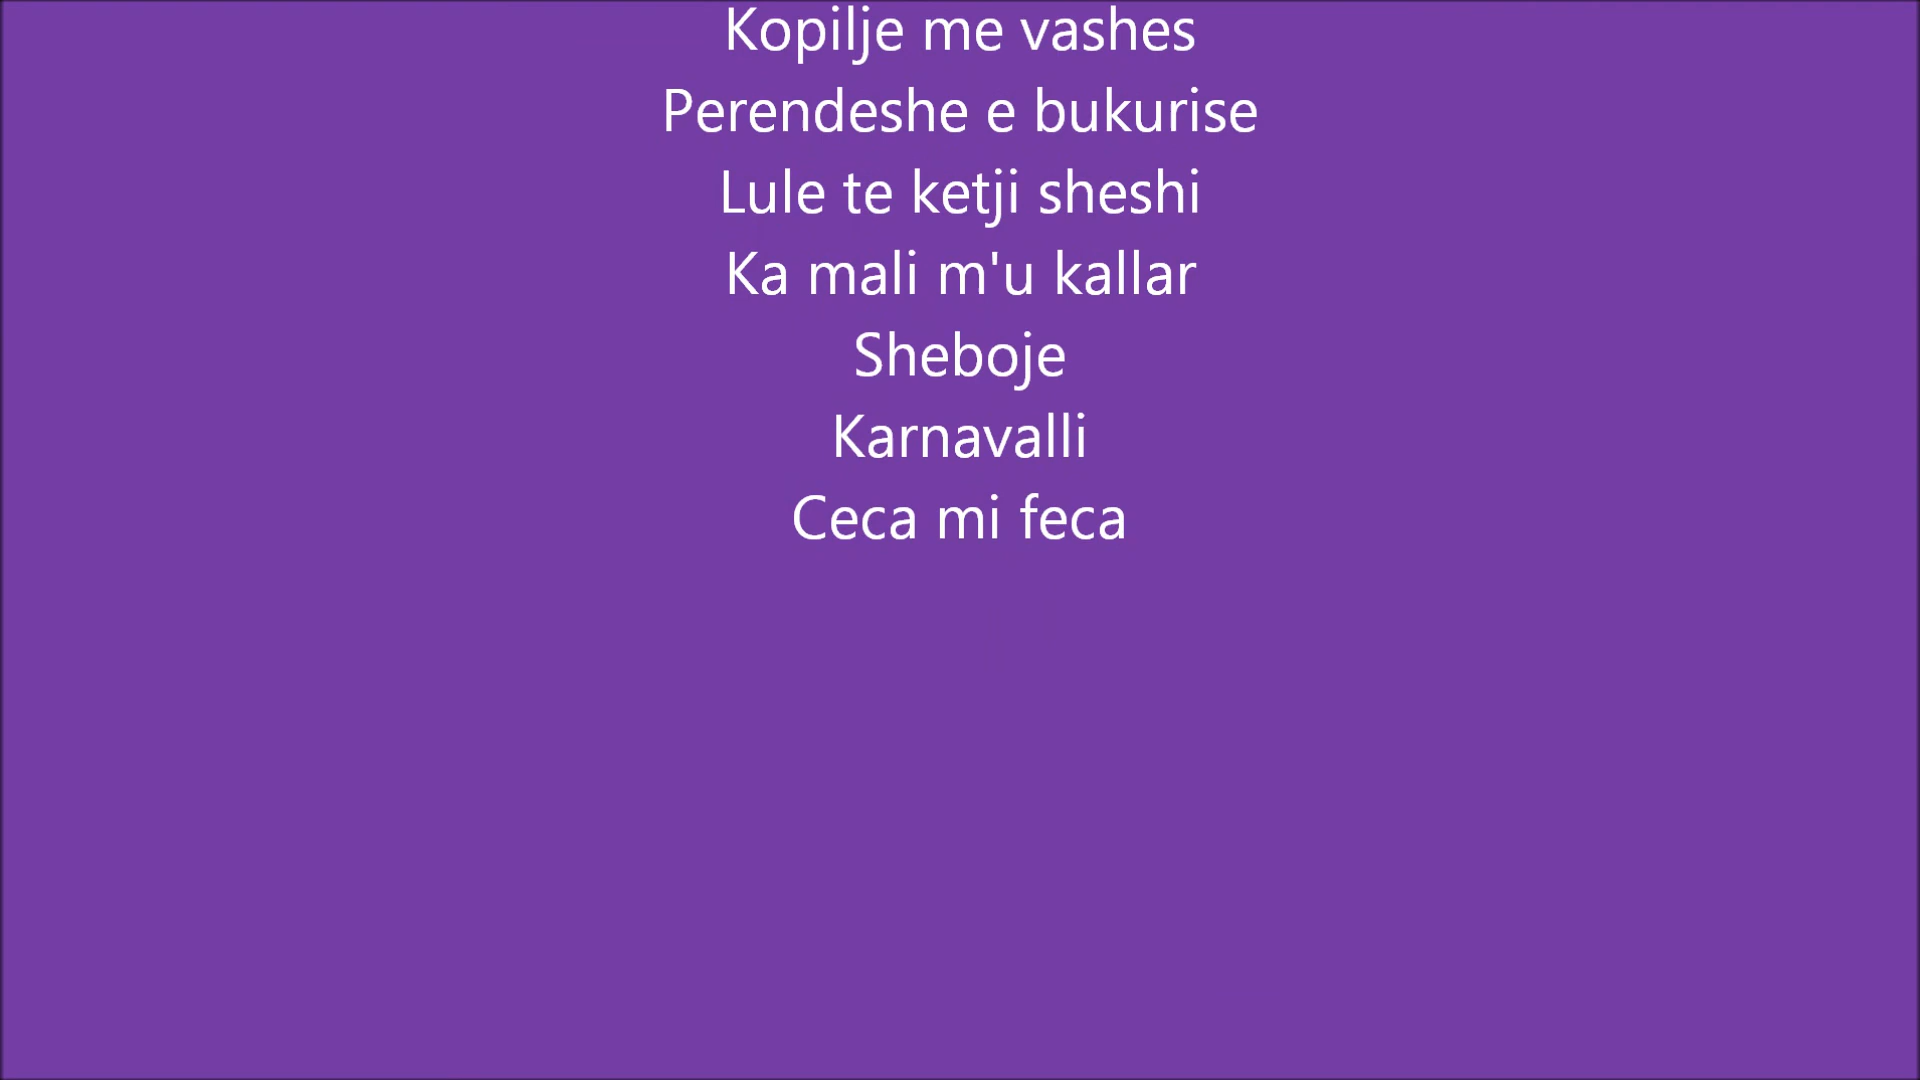 Kopilje me vashes
Perendeshe e bukurise
Lule te ketji sheshi
Ka mali m'u kallar
Sheboje
Karnavalli
Ceca mi feca